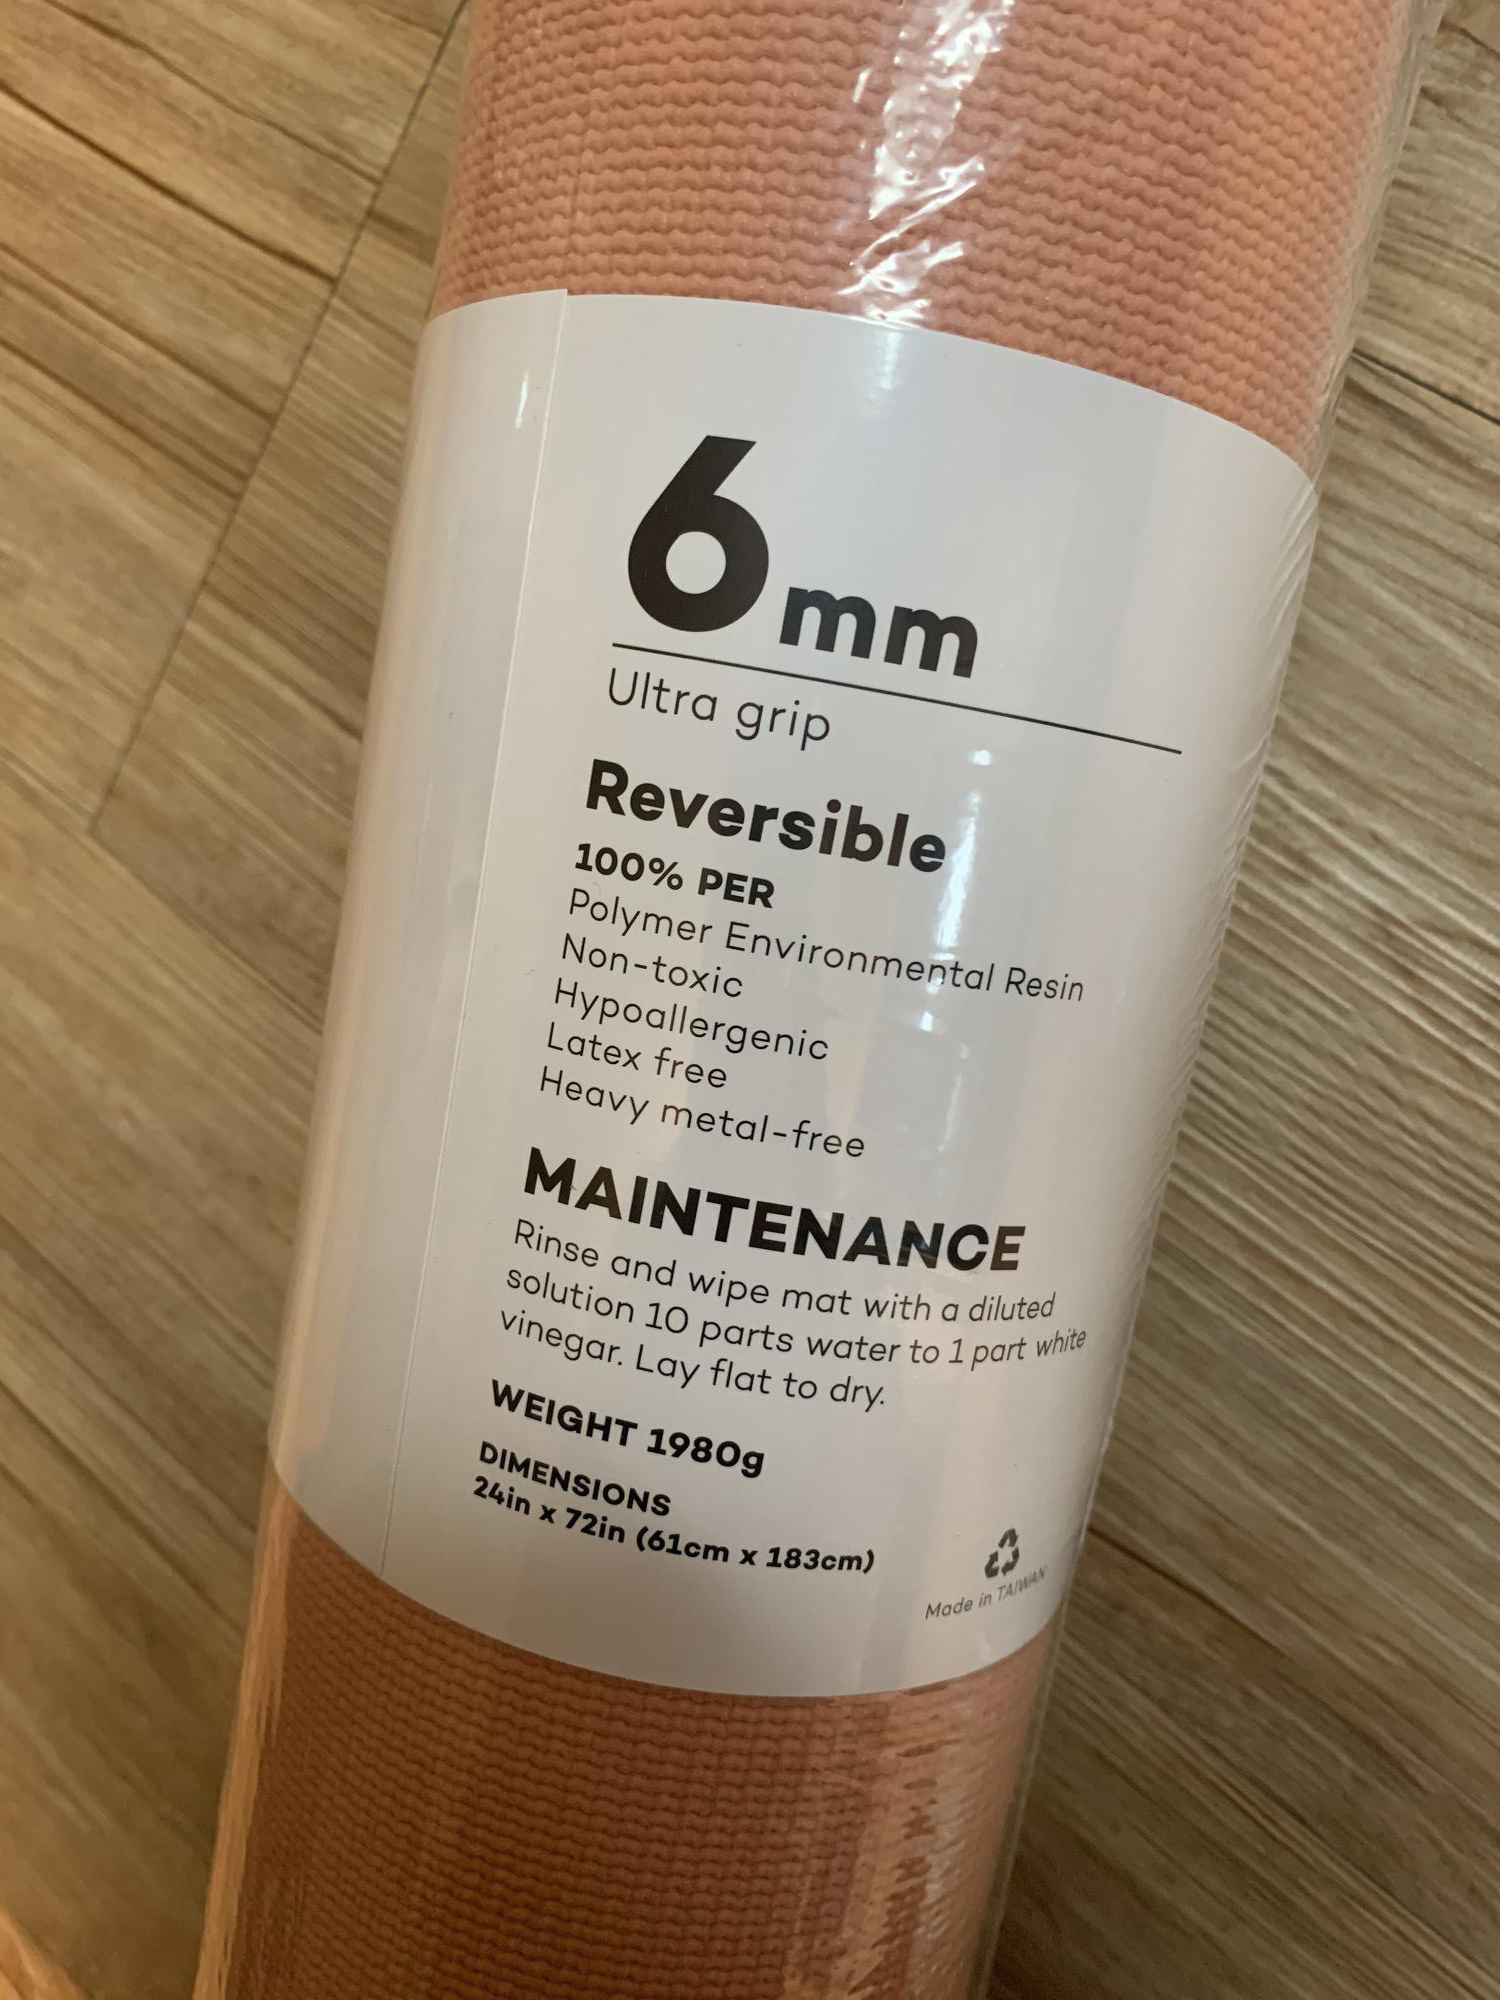 6mm
Ultra grip
Reversible
100% PER
Polymer Environmental Resin
Non-toxic
Hypoallergenic
Latex free
Heavy metal-free
MAINTENANCE
Rinse and wipe mat with a diluted
solution 10 parts water to 1 part white
vinegar. Lay flat to dry.
WEIGHT 1980g
DIMENSIONS
24in x 72in (61cm x 183cm)
Made in TAIWAN